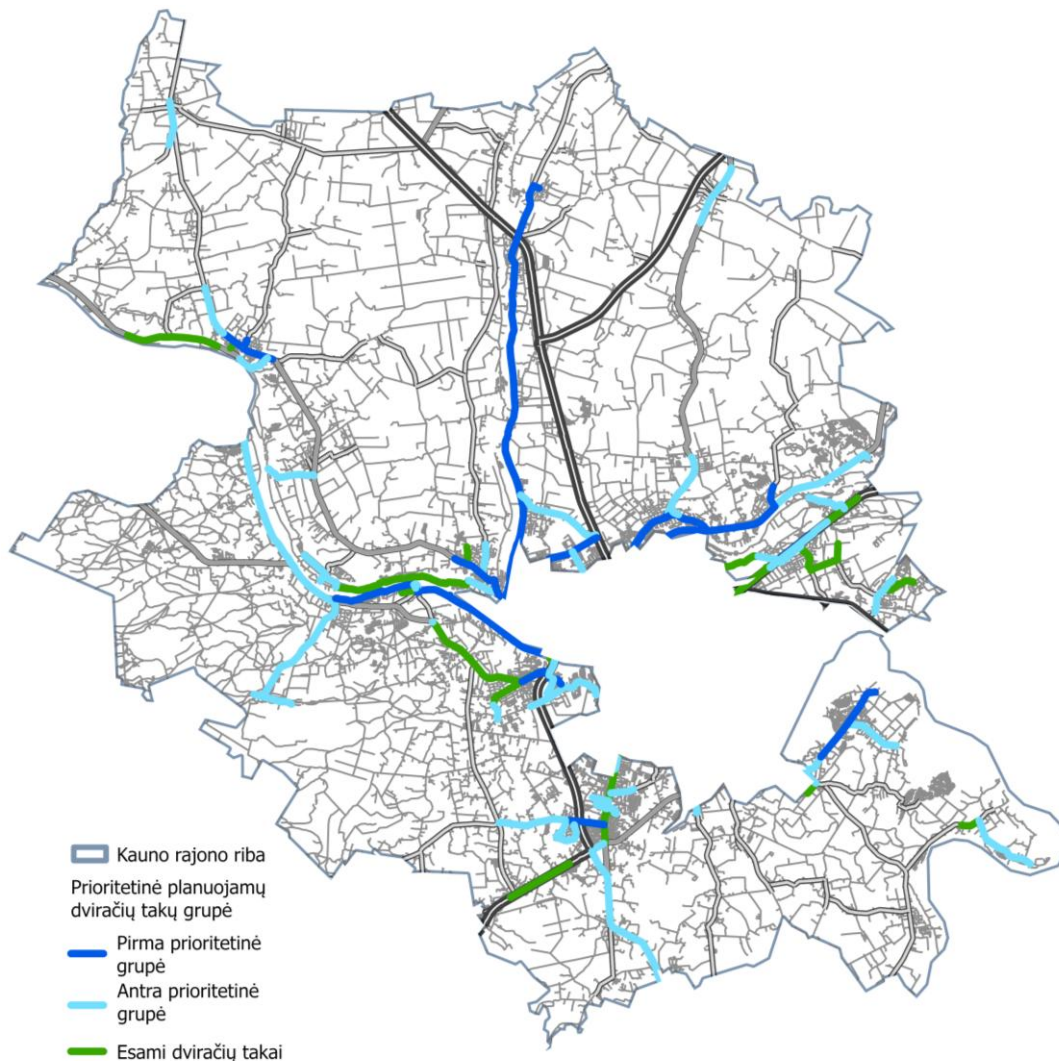 Kauno rajono riba
Prioritetinė planuojamų
dviračių takų grupė
Pirma prioritetinė
grupė
Antra prioritetinė
grupė
Esami dviračių takai